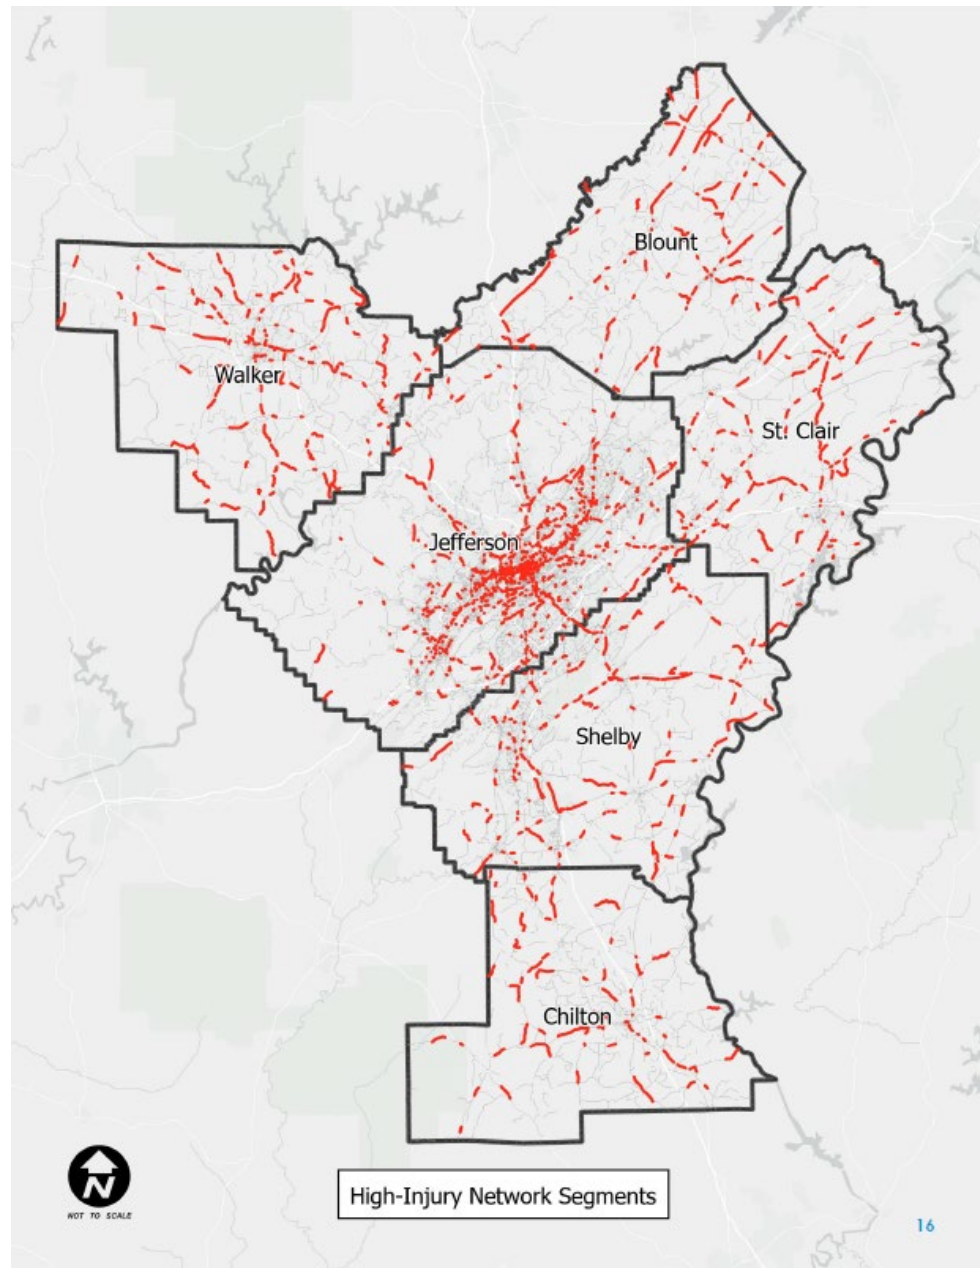 Blount
Walker
St. Clair
Jefferson
Shelby
Chilton
N
NOT TO SCALE
High-Injury Network Segments
16